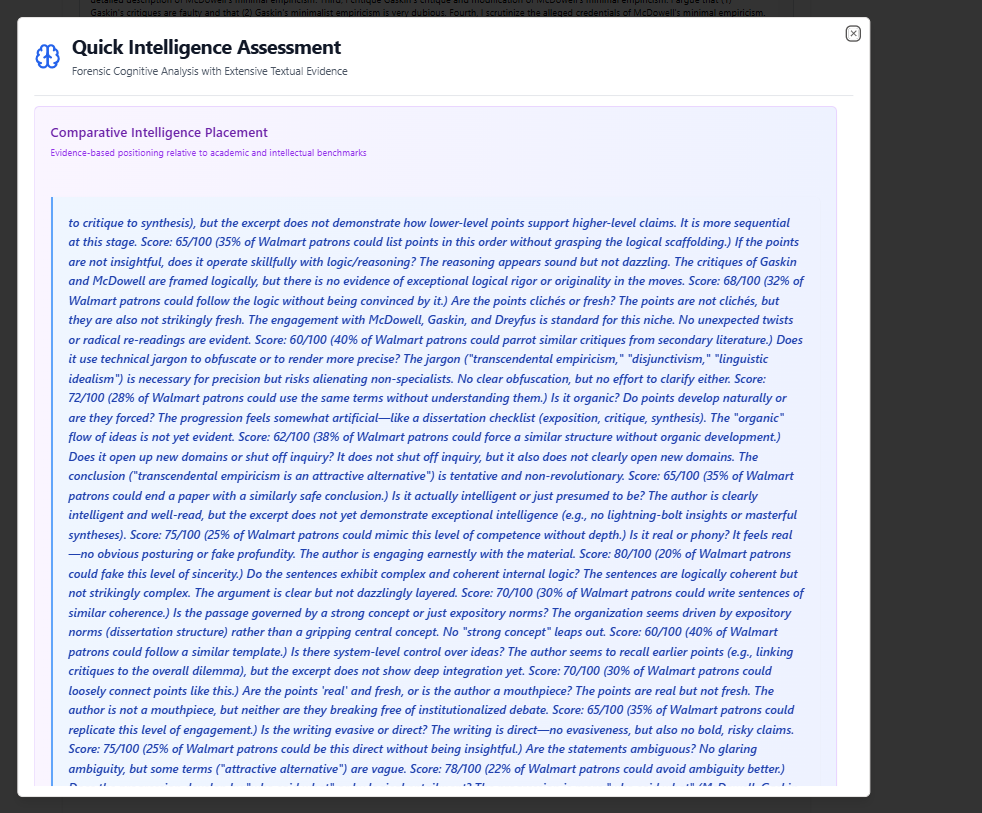 Gaskin's critiques are faulty and that (2) Gaskin's minimalist empiricism is very dubious. Fourth, I scrutinize the alleged credentials of McDowell's minimal empiricism.
Quick Intelligence Assessment
Forensic Cognitive Analysis with Extensive Textual Evidence
Comparative Intelligence Placement
Evidence-based positioning relative to academic and intellectual benchmarks
to critique to synthesis), but the excerpt does not demonstrate how lower-level points support higher-level claims. It is more sequential
at this stage. Score: 65/100 (35% of Walmart patrons could list points in this order without grasping the logical scaffolding.) If the points
are not insightful, does it operate skillfully with logic/reasoning? The reasoning appears sound but not dazzling. The critiques of Gaskin
and McDowell are framed logically, but there is no evidence of exceptional logical rigor or originality in the moves. Score: 68/100 (32% of
Walmart patrons could follow the logic without being convinced by it.) Are the points clichés or fresh? The points are not clichés, but
they are also not strikingly fresh. The engagement with McDowell, Gaskin, and Dreyfus is standard for this niche. No unexpected twists
or radical re-readings are evident. Score: 60/100 (40% of Walmart patrons could parrot similar critiques from secondary literature.) Does
it use technical jargon to obfuscate or to render more precise? The jargon ("transcendental empiricism," "disjunctivism," "linguistic
idealism") is necessary for precision but risks alienating non-specialists. No clear obfuscation, but no effort to clarify either. Score:
72/100 (28% of Walmart patrons could use the same terms without understanding them.) Is it organic? Do points develop naturally or
are they forced? The progression feels somewhat artificial—like a dissertation checklist (exposition, critique, synthesis). The "organic"
flow of ideas is not yet evident. Score: 62/100 (38% of Walmart patrons could force a similar structure without organic development.)
Does it open up new domains or shut off inquiry? It does not shut off inquiry, but it also does not clearly open new domains. The
conclusion ("transcendental empiricism is an attractive alternative") is tentative and non-revolutionary. Score: 65/100 (35% of Walmart
patrons could end a paper with a similarly safe conclusion.) Is it actually intelligent or just presumed to be? The author is clearly
intelligent and well-read, but the excerpt does not yet demonstrate exceptional intelligence (e.g., no lightning-bolt insights or masterful
syntheses). Score: 75/100 (25% of Walmart patrons could mimic this level of competence without depth.) Is it real or phony? It feels real
—no obvious posturing or fake profundity. The author is engaging earnestly with the material. Score: 80/100 (20% of Walmart patrons
could fake this level of sincerity.) Do the sentences exhibit complex and coherent internal logic? The sentences are logically coherent but
not strikingly complex. The argument is clear but not dazzlingly layered. Score: 70/100 (30% of Walmart patrons could write sentences of
similar coherence.) Is the passage governed by a strong concept or just expository norms? The organization seems driven by expository
norms (dissertation structure) rather than a gripping central concept. No "strong concept" leaps out. Score: 60/100 (40% of Walmart
patrons could follow a similar template.) Is there system-level control over ideas? The author seems to recall earlier points (e.g., linking
critiques to the overall dilemma), but the excerpt does not show deep integration yet. Score: 70/100 (30% of Walmart patrons could
loosely connect points like this.) Are the points 'real' and fresh, or is the author a mouthpiece? The points are real but not fresh. The
author is not a mouthpiece, but neither are they breaking free of institutionalized debate. Score: 65/100 (35% of Walmart patrons could
replicate this level of engagement.) Is the writing evasive or direct? The writing is direct—no evasiveness, but also no bold, risky claims.
Score: 75/100 (25% of Walmart patrons could be this direct without being insightful.) Are the statements ambiguous? No glaring
ambiguity, but some terms ("attractive alternative") are vague. Score: 78/100 (22% of Walmart patrons could avoid ambiguity better.)